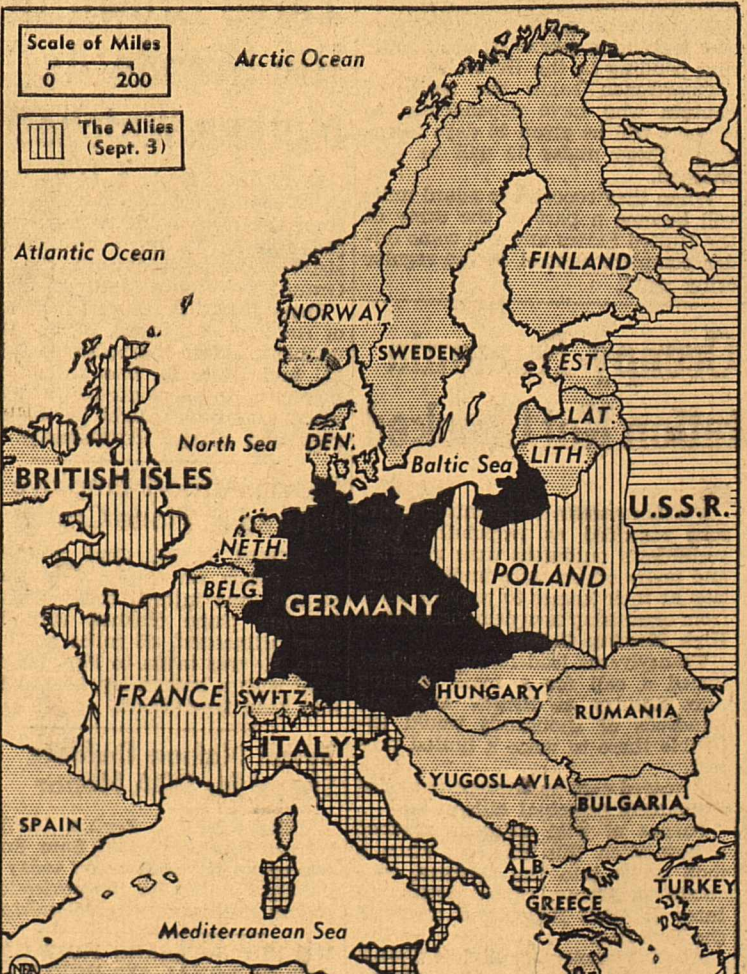 Scale of Miles
0 200
The Allies
(Sept. 3)
Arctic Ocean
Atlantic Ocean
FINLAND
NORWAY
SWEDEN
EST.
LAT.
North Sea
DEN.
LITH.
Baltic Sea
BRITISH ISLES
U.S.S.R.
NETH.
POLAND
BELG.
GERMANY
FRANCE
SWITZ.
HUNGARY
RUMANIA
ITALY
YUGOSLAVIA
BULGARIA
SPAIN
ALB.
TURKEY
GREECE
Mediterranean Sea
NEA